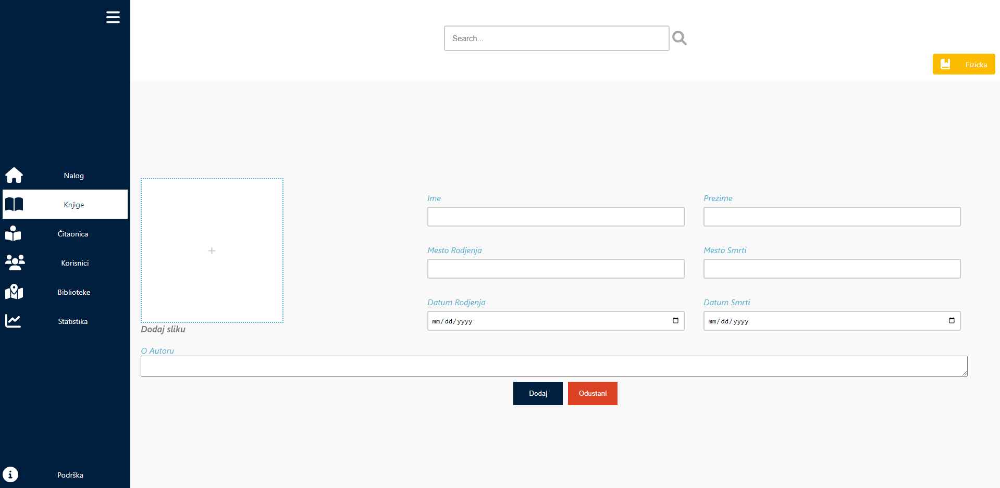 Search...
Fizicka
Nalog
Knjige
Čitaonica
Korisnici
Biblioteke
Statistika
Podrška
+
Dodaj sliku
Ime
Prezime
Mesto Rodjenja
Mesto Smrti
Datum Rodjenja
mm/dd/yyyy
Datum Smrti
mm/dd/yyyy
O Autoru
Dodaj
Odustani